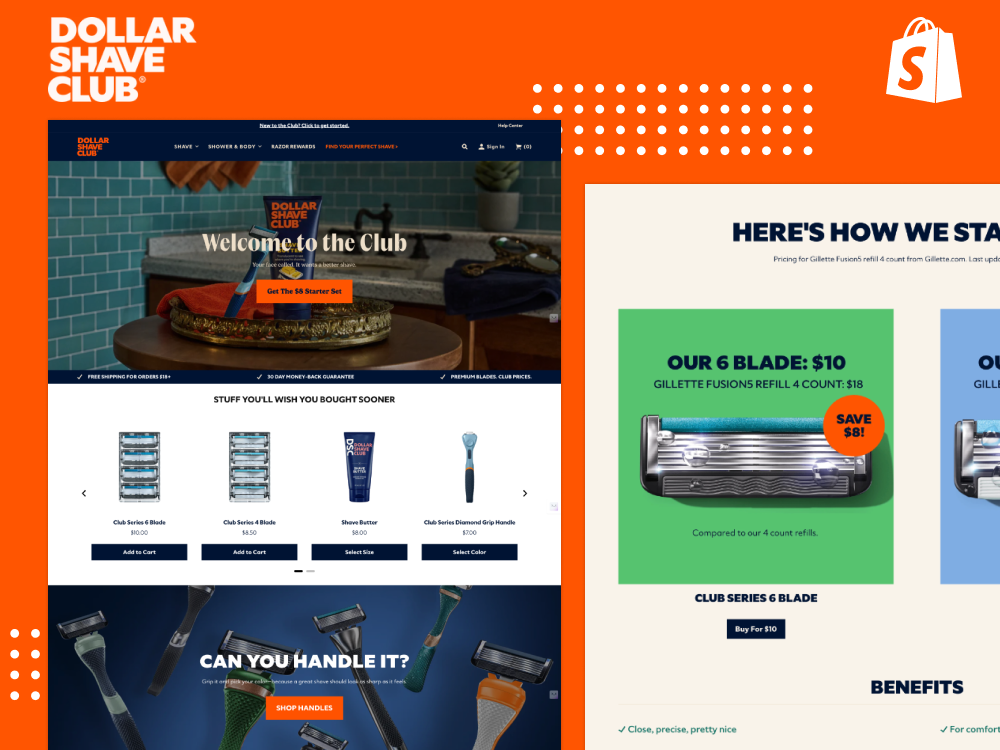 DOLLAR
SHAVE
CLUB®
S
New to the Club? Click to get started.
Help Center
DOLLAR
SHAVE
CLUB
SHAVE
SHOWER & BODY
RAZOR REWARDS
FIND YOUR PERFECT SHAVE >
Sign In
(0)
DOLLAR
SHAVE
CLUB
Welcome to the Club
Your face called. It wants a better shave.
Get The $8 Starter Set
✓ FREE SHIPPING FOR ORDERS $16+
✓ 30 DAY MONEY-BACK GUARANTEE
✓ PREMIUM BLADES. CLUB PRICES.
STUFF YOU'LL WISH YOU BOUGHT SOONER
DSC
DOLLAR
SHAVE
CLUB
SHAVE
BUTTER
Club Series 6 Blade
$10.00
Add to Cart
Club Series 4 Blade
$8.50
Add to Cart
Shave Butter
$8.00
Select Size
Club Series Diamond Grip Handle
$7.00
Select Color
CAN YOU HANDLE IT?
Grip it and pick your color—because a great shave should look as sharp as it feels.
SHOP HANDLES
HERE'S HOW WE STA
Pricing for Gillette Fusion5 refill 4 count from Gillette.com. Last upda
OUR 6 BLADE: $10
GILLETTE FUSION5 REFILL 4 COUNT: $18
SAVE
$8!
Compared to our 4 count refills.
OU
GILLE
CLUB SERIES 6 BLADE
Buy For $10
BENEFITS
✓ Close, precise, pretty nice
✓ For comfort